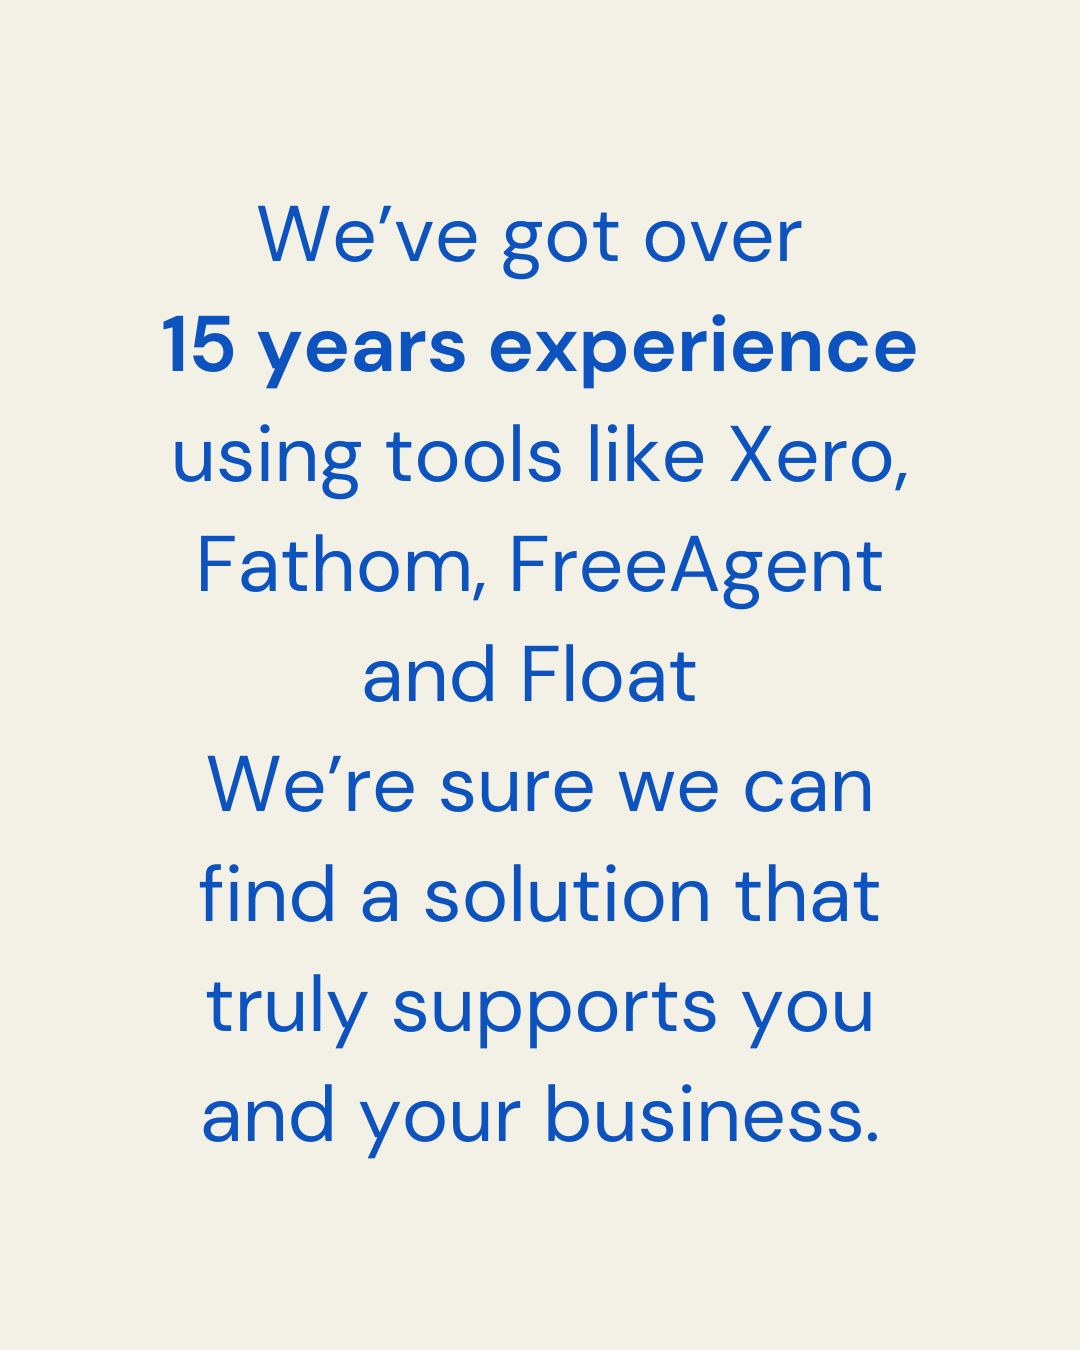 We’ve got over
15 years experience
using tools like Xero,
Fathom, FreeAgent
and Float
We’re sure we can
find a solution that
truly supports you
and your business.